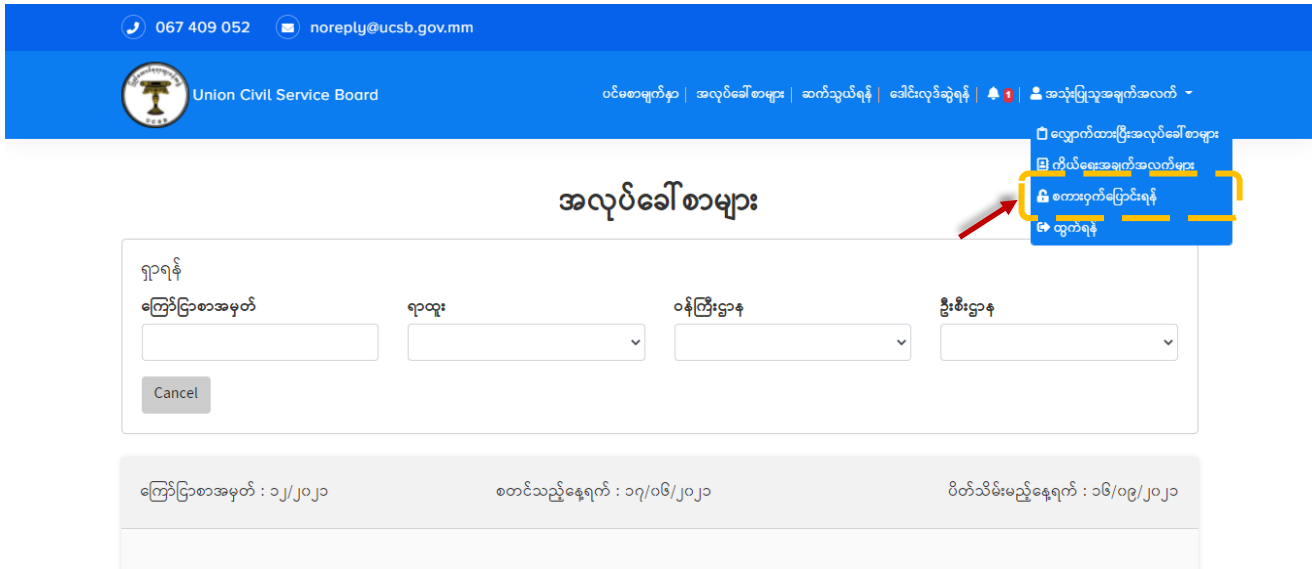 067 409 052 noreply@ucsb.gov.mm
Union Civil Service Board ပင်မစာမျက်နှာ | အလုပ်ခေါ်စာများ | ဆက်သွယ်ရန် | ဒေါင်းလုဒ်ဆွဲရန် | 1 | အသုံးပြုသူအချက်အလက်
လျှောက်ထားပြီးအလုပ်ခေါ်စာများ
ကိုယ်ရေးအချက်အလက်များ
စကားဝှက်ပြောင်းရန်
ထွက်ရန်
အလုပ်ခေါ်စာများ
ရှာရန်
ကြော်ငြာစာအမှတ် ရာထူး ဝန်ကြီးဌာန ဦးစီးဌာန
Cancel
ကြော်ငြာစာအမှတ် : ၁၂/၂၀၂၁ စတင်သည့်နေ့ရက် : ၁၇/၀၆/၂၀၂၁ ပိတ်သိမ်းမည့်နေ့ရက် : ၁၆/၀၉/၂၀၂၁